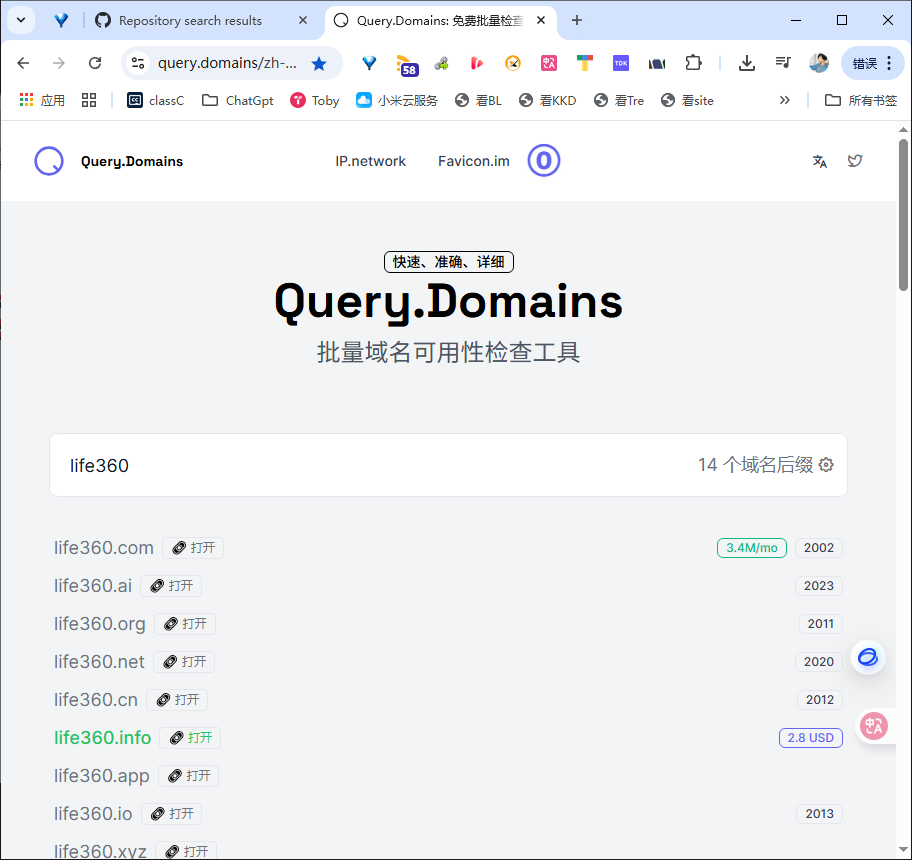 Repository search results
Query.Domains: 免费批量检查
query.domains/zh-...
58
TDK
错误
应用
classC
ChatGpt
Toby
小米云服务
看BL
看KKD
看Tre
看site
所有书签
Query.Domains
IP.network
Favicon.im
快速、准确、详细
Query.Domains
批量域名可用性检查工具
life360
14 个域名后缀
life360.com 打开 3.4M/mo 2002
life360.ai 打开 2023
life360.org 打开 2011
life360.net 打开 2020
life360.cn 打开 2012
life360.info 打开 2.8 USD
life360.app 打开
life360.io 打开 2013
life360.xyz 打开